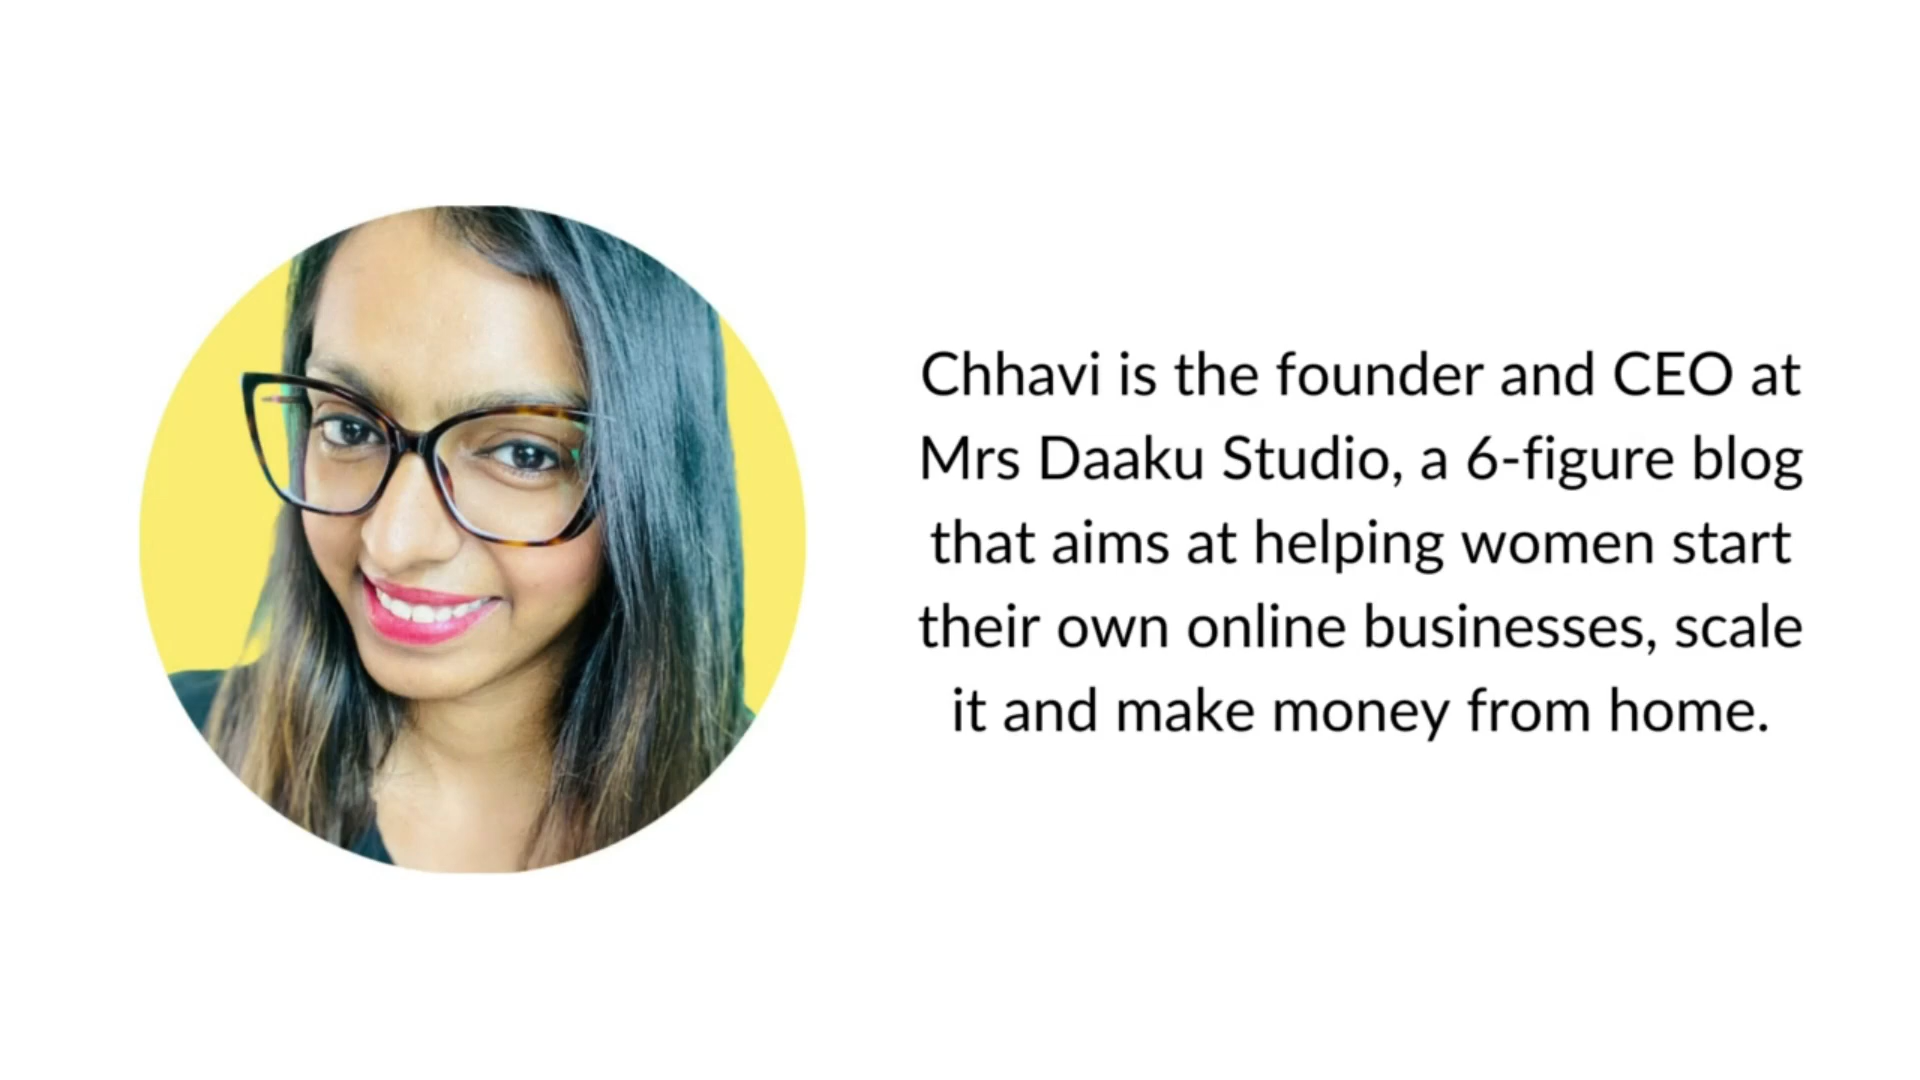 Chhavi is the founder and CEO at
Mrs Daaku Studio, a 6-figure blog
that aims at helping women start
their own online businesses, scale
it and make money from home.